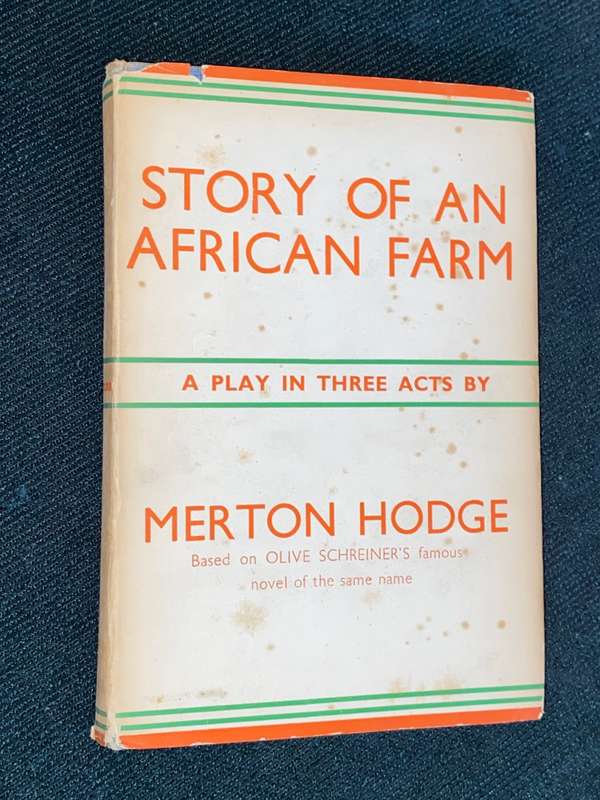 STORY OF AN
AFRICAN FARM
A PLAY IN THREE ACTS BY
MERTON HODGE
Based on OLIVE SCHREINER'S famous
novel of the same name